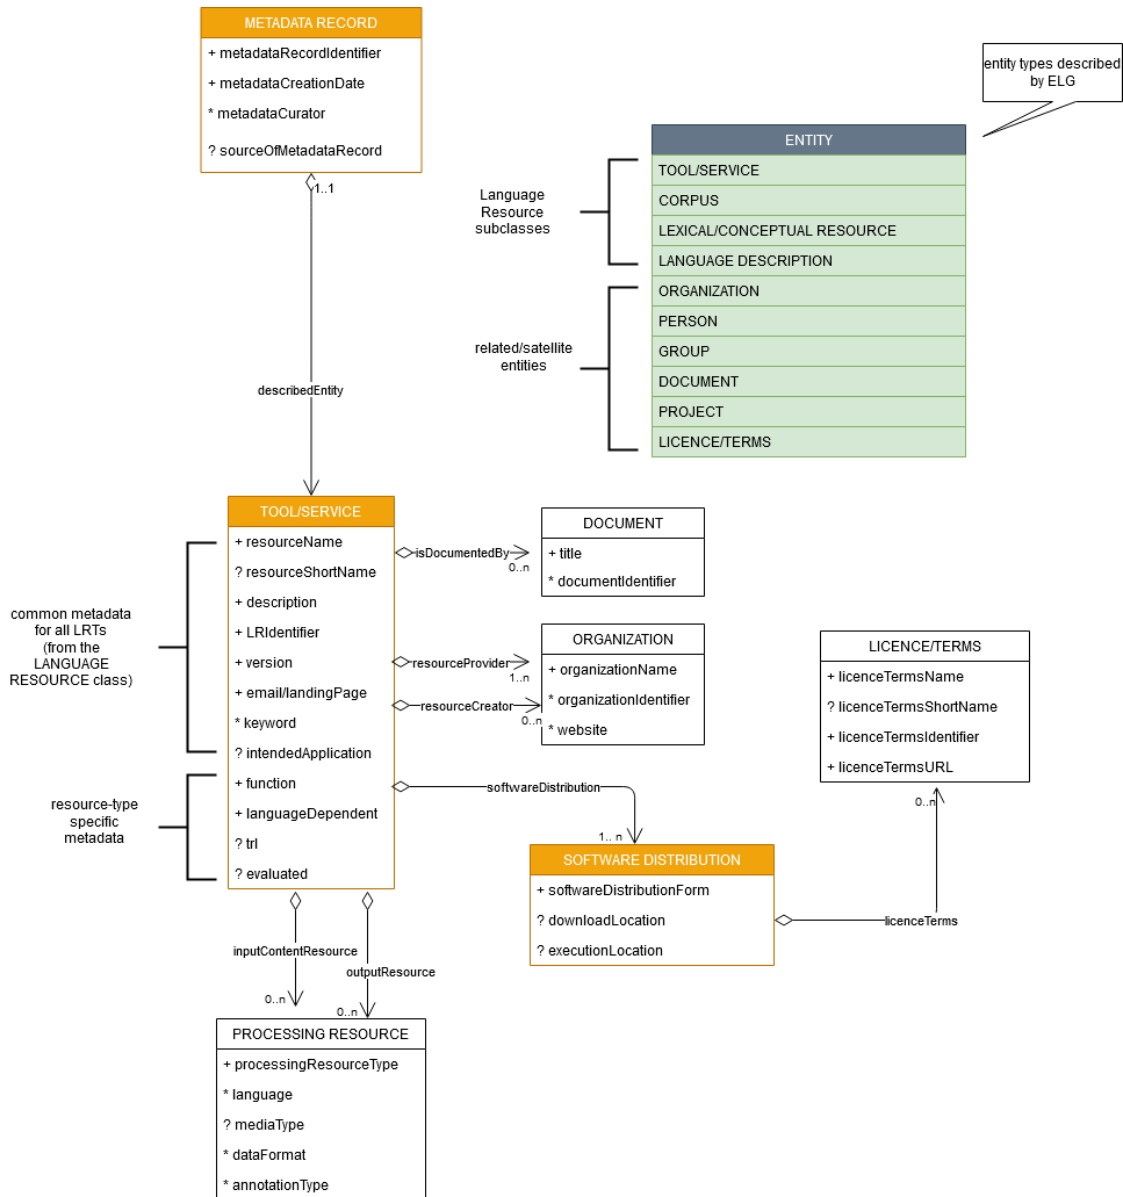 METADATA RECORD
+ metadataRecordIdentifier
+ metadataCreationDate
* metadataCurator
? sourceOfMetadataRecord
1..1
describedEntity
entity types described
by ELG
ENTITY
TOOL/SERVICE
CORPUS
LEXICAL/CONCEPTUAL RESOURCE
LANGUAGE DESCRIPTION
ORGANIZATION
PERSON
GROUP
DOCUMENT
PROJECT
LICENCE/TERMS
Language
Resource
subclasses
related/satellite
entities
TOOL/SERVICE
+ resourceName
? resourceShortName
+ description
+ LRIdentifier
+ version
+ email/landingPage
* keyword
? intendedApplication
+ function
+ languageDependent
? trl
? evaluated
common metadata
for all LRTs
(from the
LANGUAGE
RESOURCE class)
resource-type
specific
metadata
isDocumentedBy
0..n
DOCUMENT
+ title
* documentIdentifier
resourceProvider
1..n
resourceCreator
0..n
ORGANIZATION
+ organizationName
* organizationIdentifier
* website
LICENCE/TERMS
+ licenceTermsName
? licenceTermsShortName
+ licenceTermsIdentifier
+ licenceTermsURL
0..n
softwareDistribution
1.. n
SOFTWARE DISTRIBUTION
+ softwareDistributionForm
? downloadLocation
? executionLocation
licenceTerms
inputContentResource
0..n
outputResource
0..n
PROCESSING RESOURCE
+ processingResourceType
* language
? mediaType
* dataFormat
* annotationType